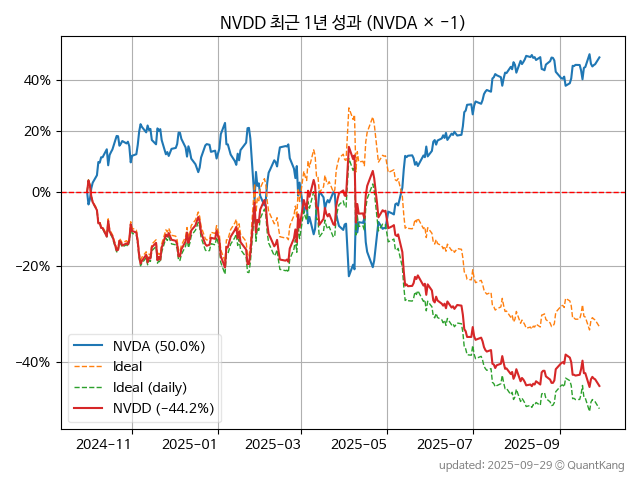 NVDD 최근 1년 성과 (NVDA × −1)
40%
20%
0%
−20%
−40%
NVDA (50.0%)
Ideal
Ideal (daily)
NVDD (−44.2%)
2024-11
2025-01
2025-03
2025-05
2025-07
2025-09
updated: 2025-09-29 © QuantKang